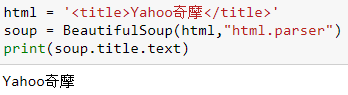 html = '<title>Yahoo奇摩</title>'
soup = BeautifulSoup(html,"html.parser")
print(soup.title.text)
Yahoo奇摩